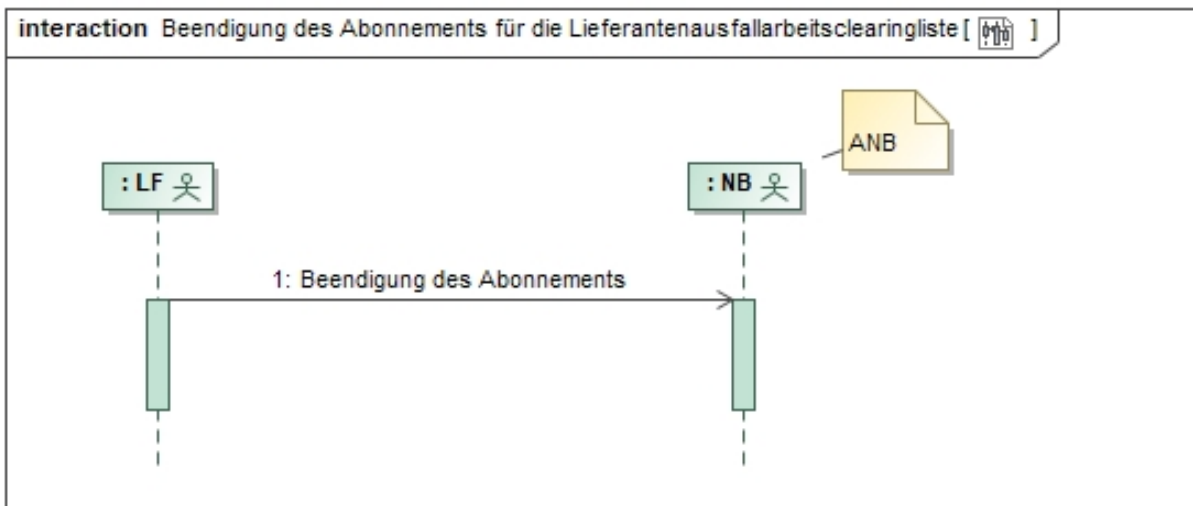 interaction Beendigung des Abonnements für die Lieferantenausfallarbeitsclearingliste [ ]
ANB
: LF
: NB
1: Beendigung des Abonnements